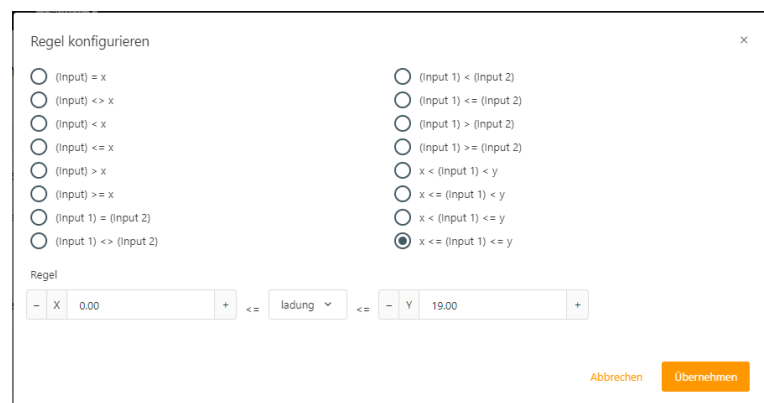 Regel konfigurieren ×
(Input) = x
(Input) <> x
(Input) < x
(Input) <= x
(Input) > x
(Input) >= x
(Input 1) = (Input 2)
(Input 1) <> (Input 2)
(Input 1) < (Input 2)
(Input 1) <= (Input 2)
(Input 1) > (Input 2)
(Input 1) >= (Input 2)
x < (Input 1) < y
x <= (Input 1) < y
x < (Input 1) <= y
x <= (Input 1) <= y
Regel
− X 0.00 + <= ladung <= − Y 19.00 +
Abbrechen Übernehmen